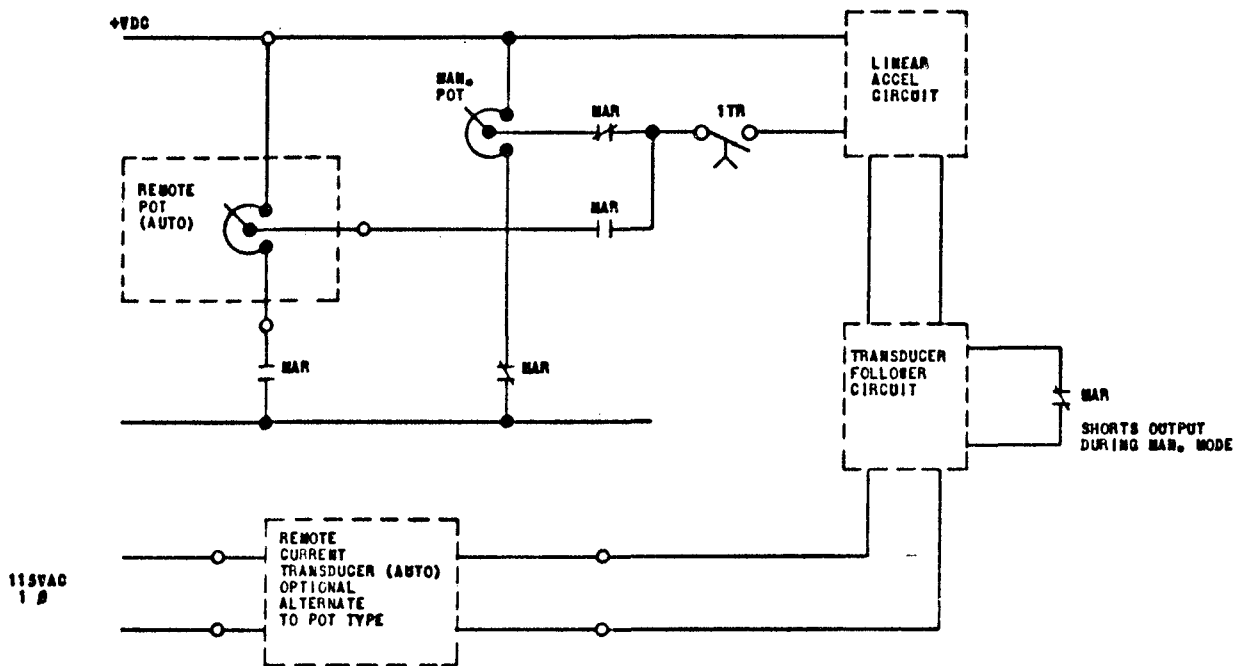 +VDC
MAN.
POT
MAR
1TR
LINEAR
ACCEL
CIRCUIT
REMOTE
POT
(AUTO)
MAR
MAR
MAR
TRANSDUCER
FOLLOWER
CIRCUIT
MAR
SHORTS OUTPUT
DURING MAN. MODE
REMOTE
CURRENT
TRANSDUCER (AUTO)
OPTIONAL
ALTERNATE
TO POT TYPE
115VAC
1 Ø